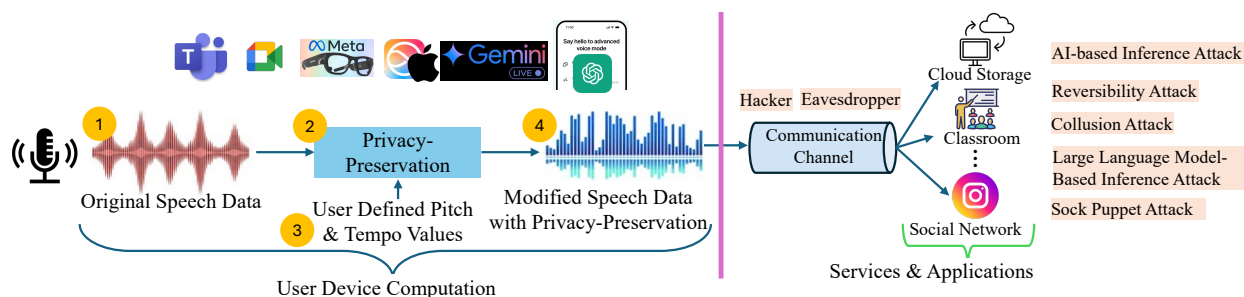 T
Meta
Gemini
LIVE
Say hello to advanced
voice mode
1
Original Speech Data
2
Privacy-
Preservation
3
User Defined Pitch
& Tempo Values
4
Modified Speech Data
with Privacy-Preservation
User Device Computation
Hacker
Eavesdropper
Communication
Channel
Cloud Storage
Classroom
Social Network
Services & Applications
AI-based Inference Attack
Reversibility Attack
Collusion Attack
Large Language Model-
Based Inference Attack
Sock Puppet Attack